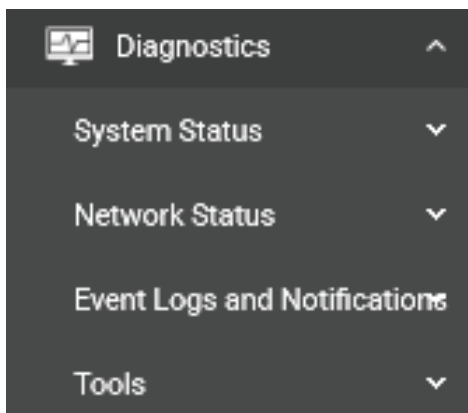 Diagnostics
System Status
Network Status
Event Logs and Notifications
Tools